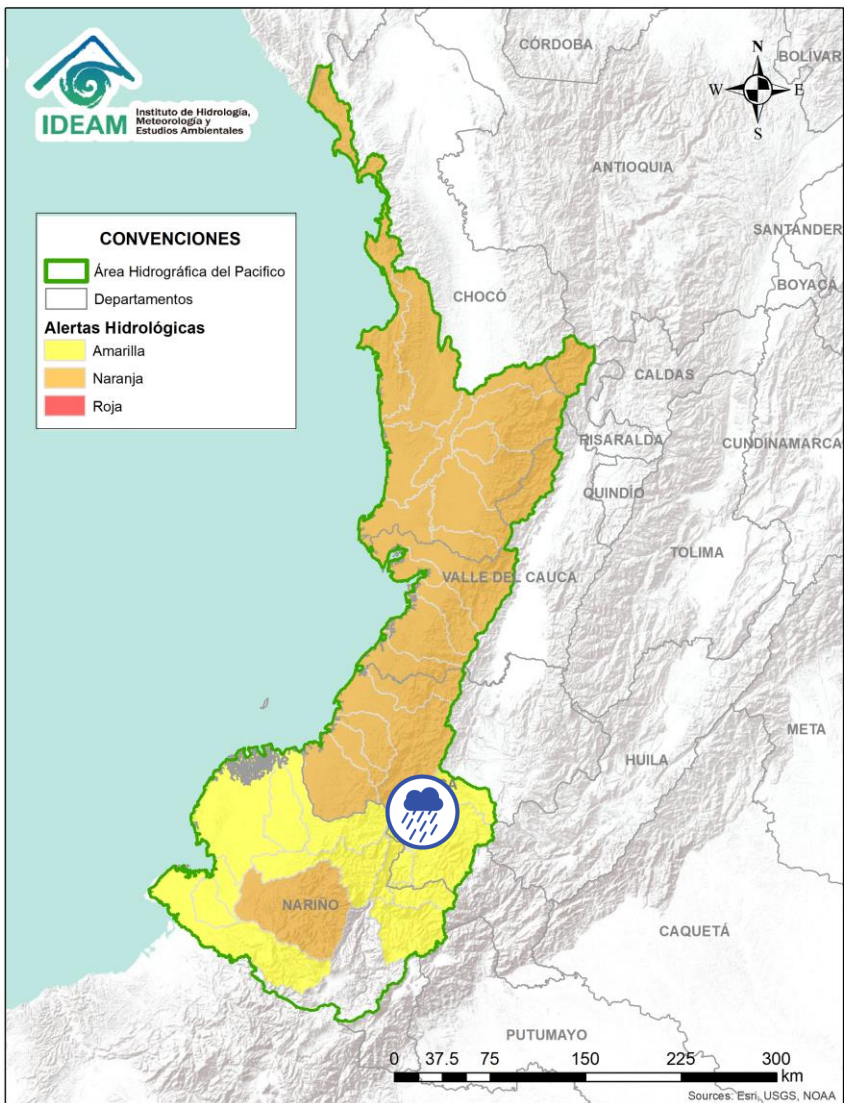 IDEAM
Instituto de Hidrología,
Meteorología y
Estudios Ambientales
CÓRDOBA
BOLÍVAR
N
W
E
S
ANTIOQUIA
SANTANDER
BOYACÁ
CONVENCIONES
Área Hidrográfica del Pacifico
Departamentos
Alertas Hidrológicas
Amarilla
Naranja
Roja
CHOCÓ
CALDAS
RISARALDA
CUNDINAMARCA
QUINDÍO
TOLIMA
VALLE DEL CAUCA
META
HUILA
NARIÑO
CAQUETÁ
PUTUMAYO
0 37.5 75 150 225 300
km
Sources: Esri, USGS, NOAA